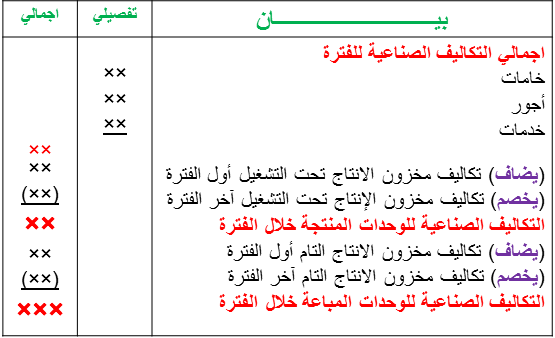 بيـــــــــــان تفصيلي اجمالي
اجمالي التكاليف الصناعية للفترة
خامات ××
أجور ××
خدمات ××
××
(يضاف) تكاليف مخزون الانتاج تحت التشغيل أول الفترة ××
(يخصم) تكاليف مخزون الإنتاج تحت التشغيل آخر الفترة (××)
التكاليف الصناعية للوحدات المنتجة خلال الفترة ××
(يضاف) تكاليف مخزون الانتاج التام أول الفترة ××
(يخصم) تكاليف مخزون الانتاج التام آخر الفترة (××)
التكاليف الصناعية للوحدات المباعة خلال الفترة ×××